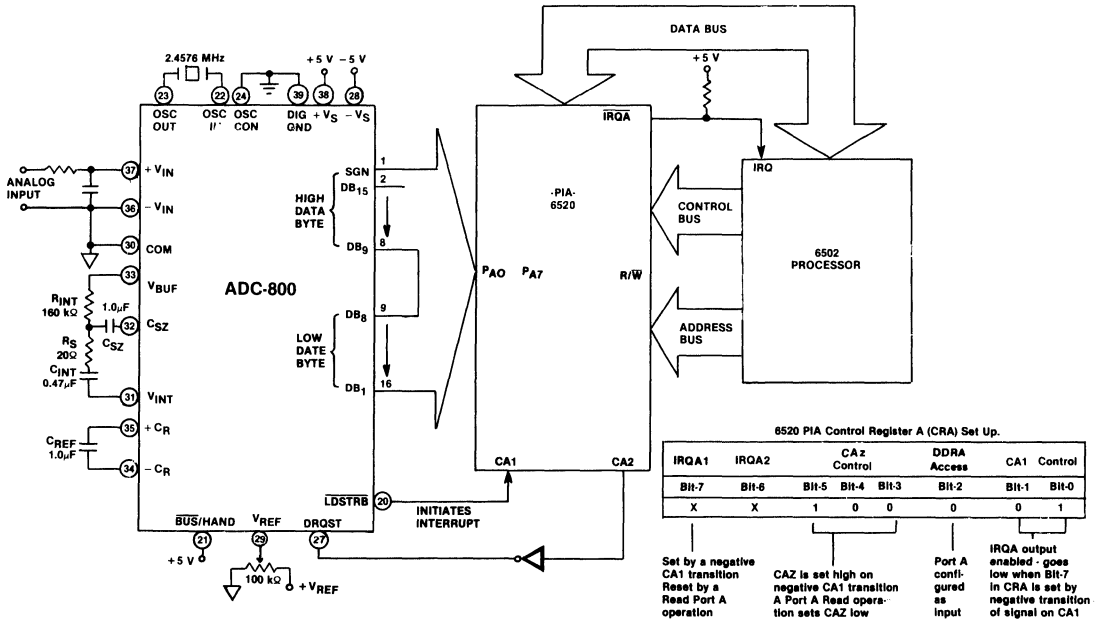 DATA BUS
2.4576 MHz
+5 V -5 V
+5 V
23 22 24 39 38 28
OSC OUT
OSC
OSC CON
DIG GND
+VS
-VS
IRQA
IRQ
37 +VIN
ANALOG INPUT
36 -VIN
30 COM
33 VBUF
RINT
160 kΩ
1.0µF
32 CSZ
CSZ
RS
20Ω
CINT
0.47µF
31 VINT
35 +CR
CREF
1.0µF
34 -CR
ADC-800
SGN 1
DB15 2
HIGH
DATA
BYTE
DB9 8
DB8 9
LOW
DATE
BYTE
DB1 16
-PIA-
6520
PAO PA7
R/W
CONTROL
BUS
ADDRESS
BUS
6502
PROCESSOR
CA1
CA2
LDSTRB 20
INITIATES
INTERRUPT
BUS/HAND
VREF
DRQST
21 29 27
+5 V
100 kΩ
+VREF
6520 PIA Control Register A (CRA) Set Up.
IRQA1 IRQA2 CAz Control DDRA Access CA1 Control
Bit-7 Bit-6 Bit-5 Bit-4 Bit-3 Bit-2 Bit-1 Bit-0
X X 1 0 0 0 0 1
Set by a negative
CA1 transition
Reset by a
Read Port A
operation
CAZ is set high on
negative CA1 transition
A Port A Read opera-
tion sets CAZ low
Port A
confi-
gured
as
input
IRQA output
enabled - goes
low when Bit-7
in CRA is set by
negative transition
of signal on CA1